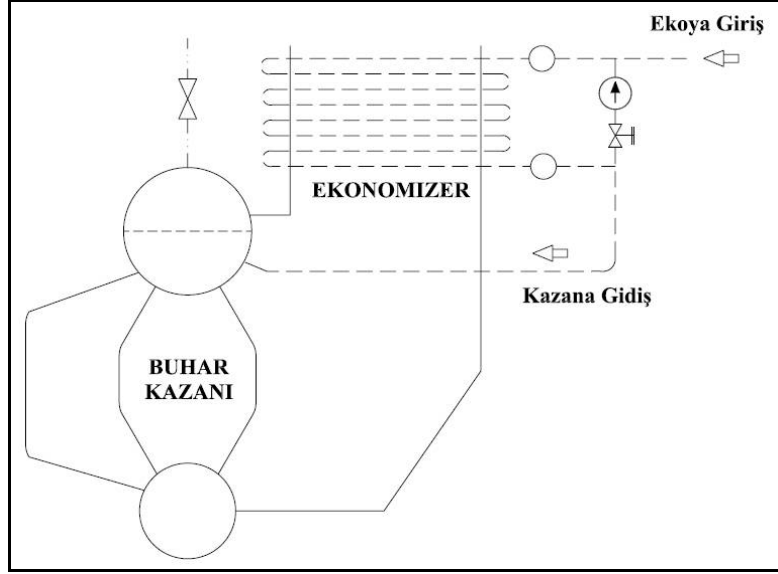 Ekoya Giriş
EKONOMIZER
Kazana Gidiş
BUHAR
KAZANI